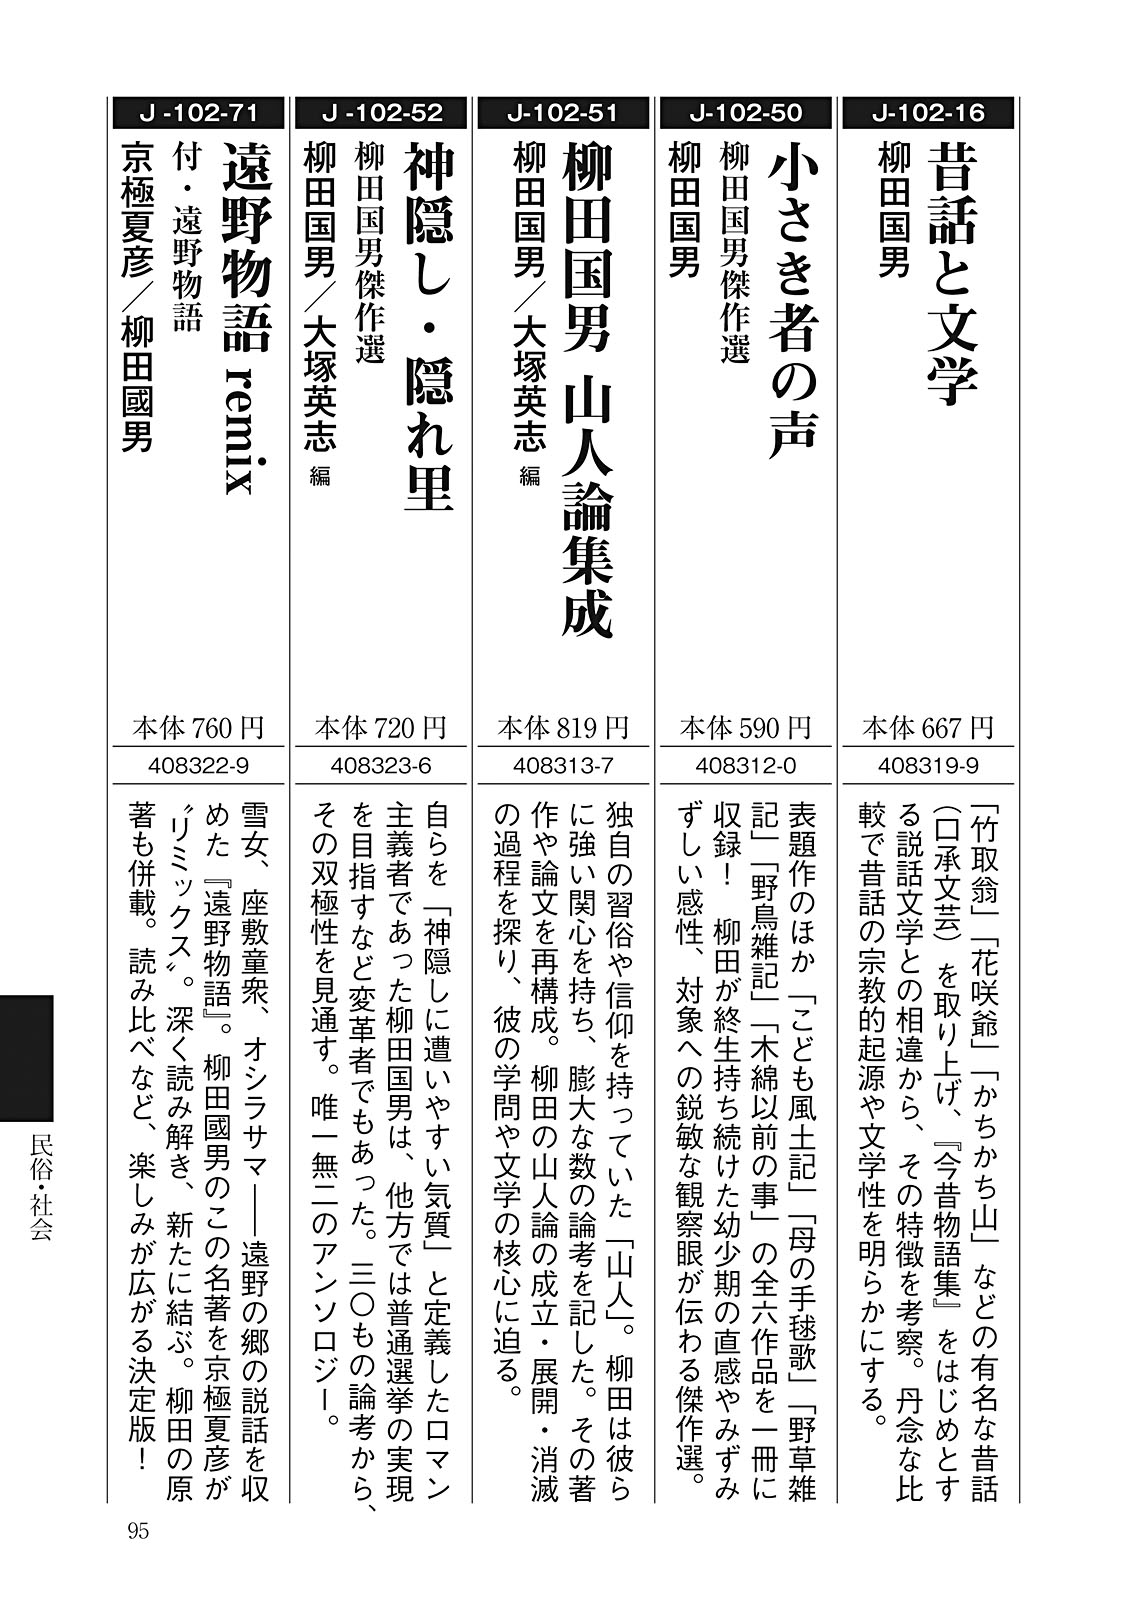 J-102-16
昔話と文学
柳田国男
本体 667 円
408319-9
「竹取翁」「花咲爺」「かちかち山」などの有名な昔話
（口承文芸）を取り上げ、『今昔物語集』をはじめとす
る説話文学との相違から、その特徴を考察。丹念な比
較で昔話の宗教的起源や文学性を明らかにする。
J-102-50
小さき者の声
柳田国男傑作選
柳田国男
本体 590 円
408312-0
表題作のほか「こども風土記」「母の手毬歌」「野草雑
記」「野鳥雑記」「木綿以前の事」の全六作品を一冊に
収録！　柳田が終生持ち続けた幼少期の直感やみずみ
ずしい感性、対象への鋭敏な観察眼が伝わる傑作選。
J-102-51
柳田国男 山人論集成
柳田国男／大塚英志 編
本体 819 円
408313-7
独自の習俗や信仰を持っていた「山人」。柳田は彼ら
に強い関心を持ち、膨大な数の論考を記した。その著
作や論文を再構成。柳田の山人論の成立・展開・消滅
の過程を探り、彼の学問や文学の核心に迫る。
J-102-52
神隠し・隠れ里
柳田国男傑作選
柳田国男／大塚英志 編
本体 720 円
408323-6
自らを「神隠しに遭いやすい気質」と定義したロマン
主義者であった柳田国男は、他方では普通選挙の実現
を目指すなど変革者でもあった。三〇もの論考から、
その双極性を見通す。唯一無二のアンソロジー。
J-102-71
遠野物語 remix
付・遠野物語
京極夏彦／柳田國男
本体 760 円
408322-9
雪女、座敷童衆、オシラサマ――遠野の郷の説話を収
めた『遠野物語』。柳田國男のこの名著を京極夏彦が
〝リミックス〟。深く読み解き、新たに結ぶ。柳田の原
著も併載。読み比べなど、楽しみが広がる決定版！
民俗・社会
95